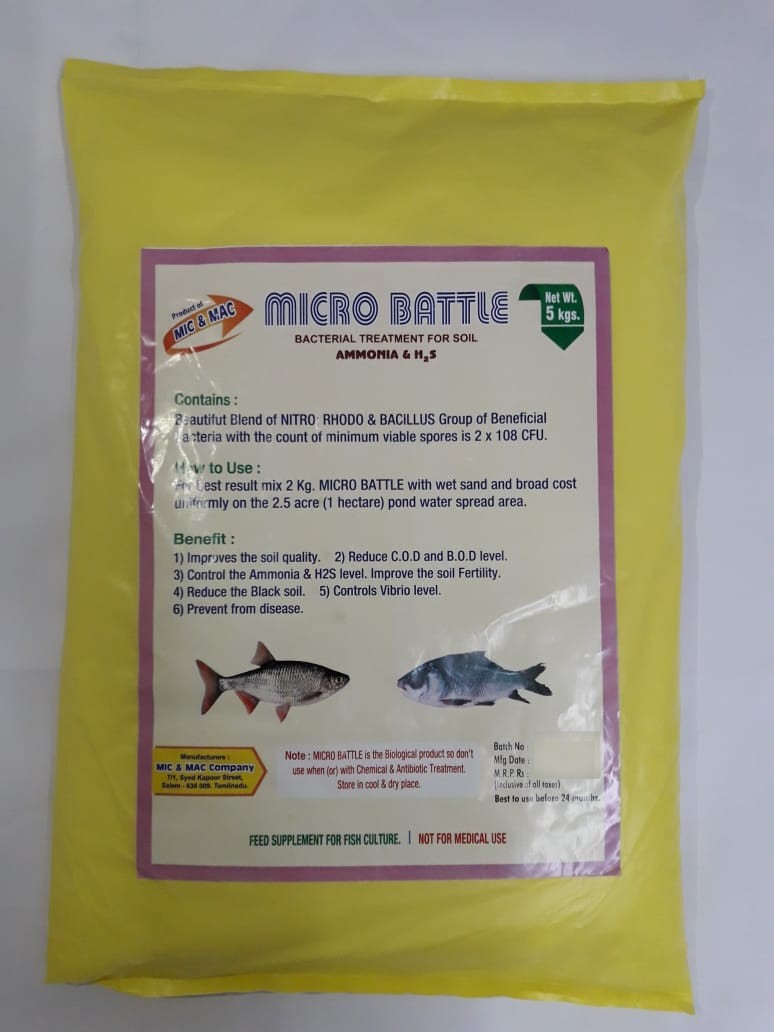 Product of
MIC & MAC
MICRO BATTLE
Net Wt.
5 kgs.
BACTERIAL TREATMENT FOR SOIL
AMMONIA & H₂S
Contains :
Beautifut Blend of NITRO, RHODO & BACILLUS Group of Beneficial
Bacteria with the count of minimum viable spores is 2 x 108 CFU.
How to Use :
For best result mix 2 Kg. MICRO BATTLE with wet sand and broad cost
uniformly on the 2.5 acre (1 hectare) pond water spread area.
Benefit :
1) Improves the soil quality. 2) Reduce C.O.D and B.O.D level.
3) Control the Ammonia & H2S level. Improve the soil Fertility.
4) Reduce the Black soil. 5) Controls Vibrio level.
6) Prevent from disease.
Manufacturers :
MIC & MAC Company
7/1, Syed Kapoor Street,
Salem - 636 009. Tamilnadu.
Note : MICRO BATTLE is the Biological product so don't
use when (or) with Chemical & Antibiotic Treatment.
Store in cool & dry place.
Batch No :
Mfg Date :
M.R.P. Rs :
(Inclusive of all taxes)
Best to use before 24 months.
FEED SUPPLEMENT FOR FISH CULTURE. | NOT FOR MEDICAL USE